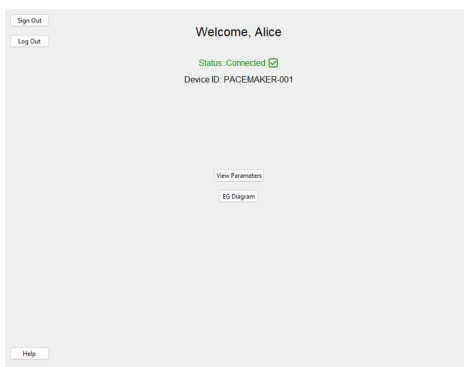 Sign Out
Log Out
Welcome, Alice
Status: Connected ☑
Device ID: PACEMAKER-001
View Parameters
EG Diagram
Help